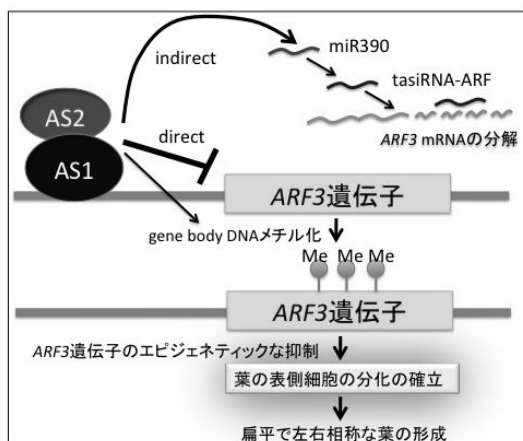 miR390
indirect
tasiRNA-ARF
AS2
direct
ARF3 mRNAの分解
AS1
ARF3遺伝子
gene body DNAメチル化
Me Me Me
ARF3遺伝子
ARF3遺伝子のエピジェネティックな抑制
葉の表側細胞の分化の確立
扁平で左右相称な葉の形成